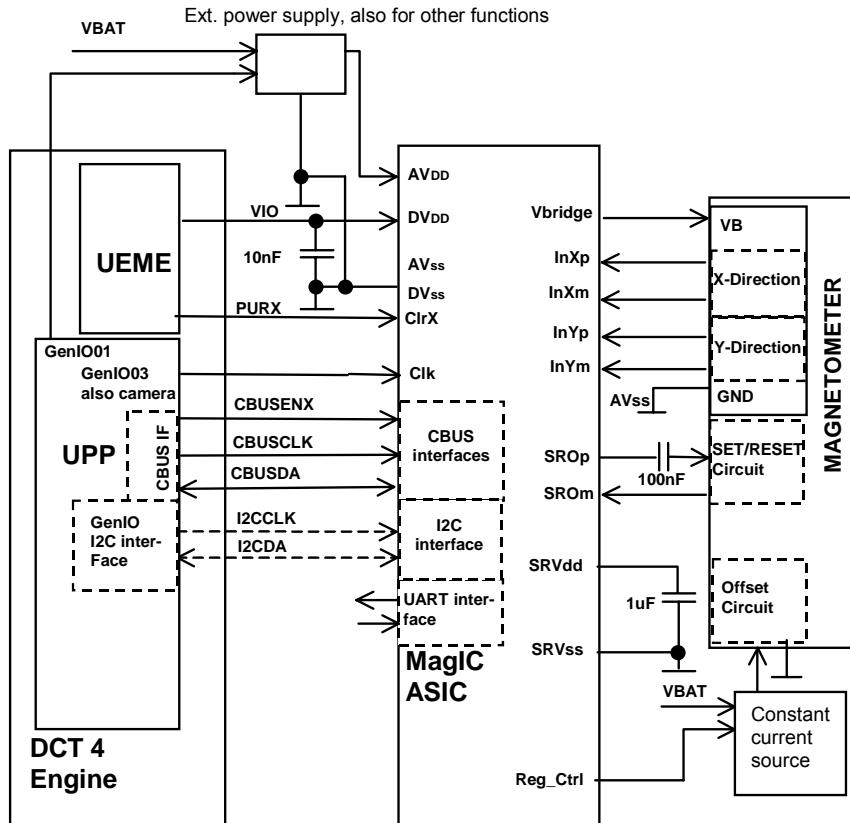 Ext. power supply, also for other functions
VBAT
AVDD
VIO
DVDD
Vbridge
VB
UEME
10nF
AVss
InXp
X-Direction
DVss
InXm
PURX
ClrX
InYp
Y-Direction
GenIO01
GenIO03
also camera
Clk
InYm
AVss
GND
MAGNETOMETER
CBUSENX
UPP
CBUS IF
CBUSCLK
CBUS
interfaces
CBUSDA
SROp
100nF
SET/RESET
Circuit
SROm
GenIO
I2C inter-
Face
I2CCLK
I2CDA
I2C
interface
SRVdd
UART inter-
face
1uF
Offset
Circuit
MagIC
ASIC
SRVss
VBAT
Constant
current
source
DCT 4
Engine
Reg_Ctrl